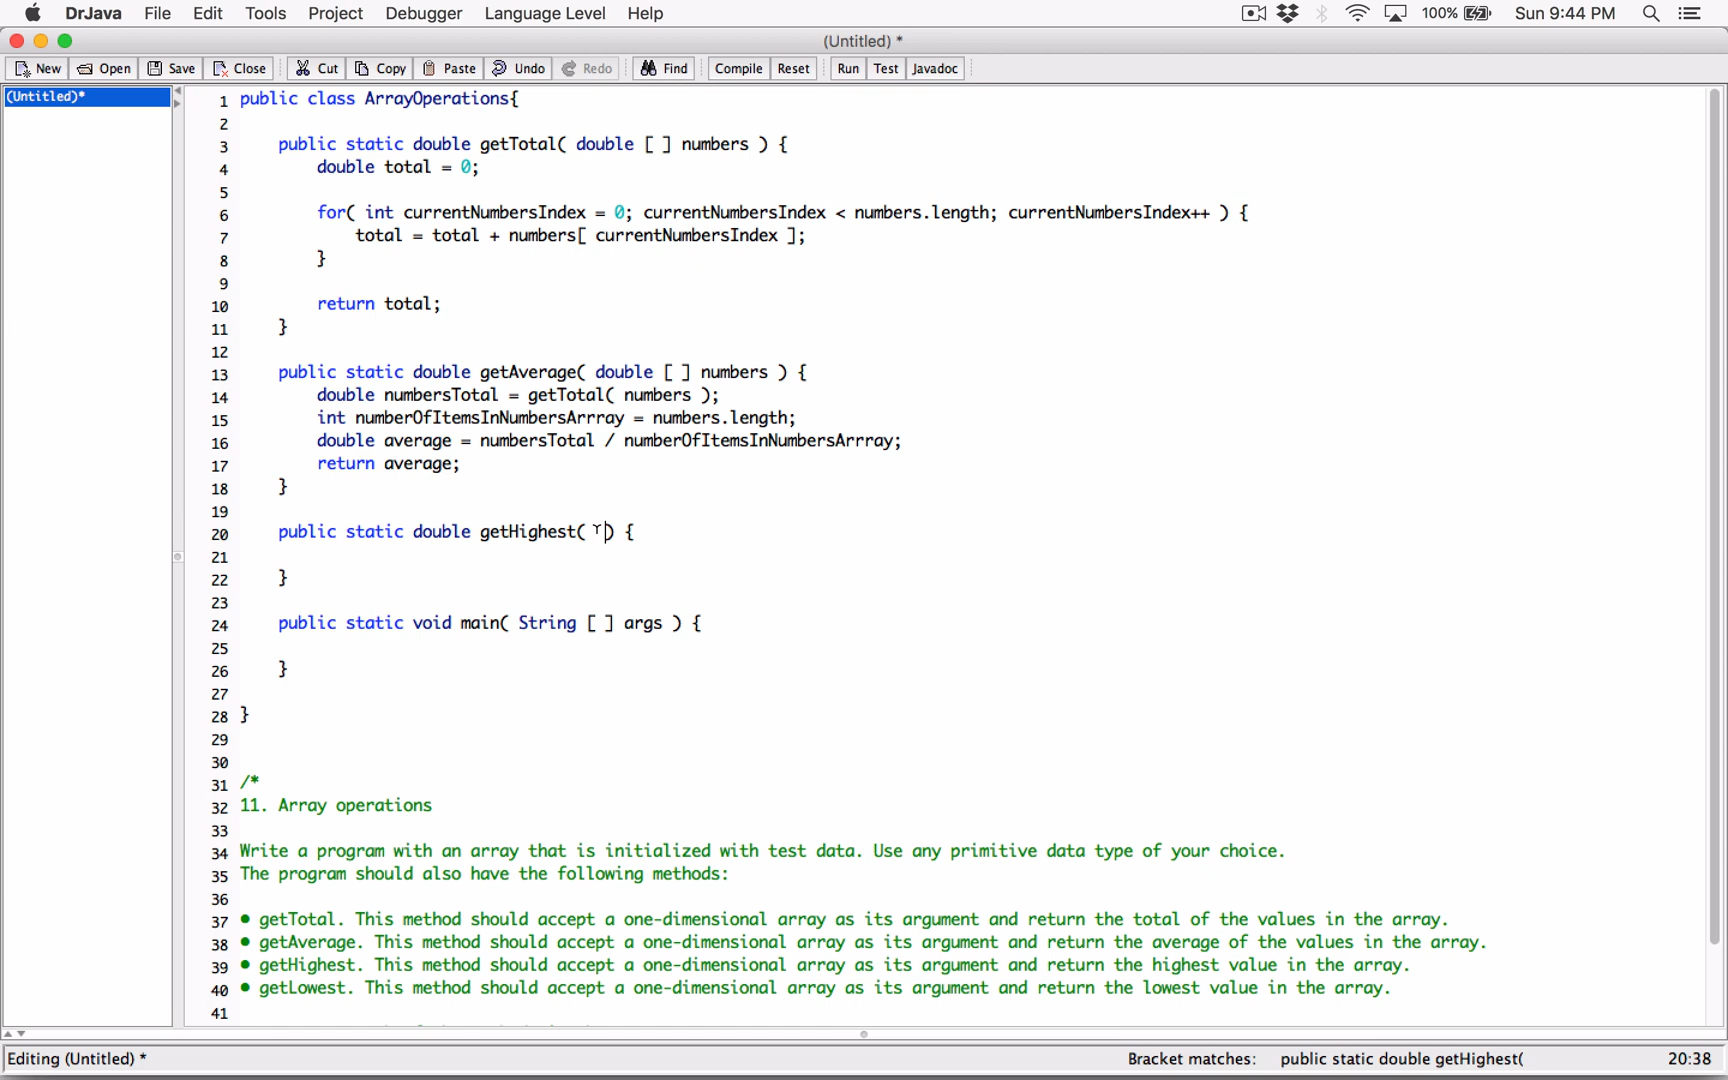 DrJava File Edit Tools Project Debugger Language Level Help 100% Sun 9:44 PM
(Untitled) *
New Open Save Close Cut Copy Paste Undo Redo Find Compile Reset Run Test Javadoc
(Untitled)*
1 public class ArrayOperations{
2
3 public static double getTotal( double [ ] numbers ) {
4 double total = 0;
5
6 for( int currentNumbersIndex = 0; currentNumbersIndex < numbers.length; currentNumbersIndex++ ) {
7 total = total + numbers[ currentNumbersIndex ];
8 }
9
10 return total;
11 }
12
13 public static double getAverage( double [ ] numbers ) {
14 double numbersTotal = getTotal( numbers );
15 int numberOfItemsInNumbersArrray = numbers.length;
16 double average = numbersTotal / numberOfItemsInNumbersArrray;
17 return average;
18 }
19
20 public static double getHighest( ) {
21
22 }
23
24 public static void main( String [ ] args ) {
25
26 }
27
28 }
29
30
31 /*
32 11. Array operations
33
34 Write a program with an array that is initialized with test data. Use any primitive data type of your choice.
35 The program should also have the following methods:
36
37 • getTotal. This method should accept a one-dimensional array as its argument and return the total of the values in the array.
38 • getAverage. This method should accept a one-dimensional array as its argument and return the average of the values in the array.
39 • getHighest. This method should accept a one-dimensional array as its argument and return the highest value in the array.
40 • getLowest. This method should accept a one-dimensional array as its argument and return the lowest value in the array.
41
Editing (Untitled) * Bracket matches: public static double getHighest( 20:38